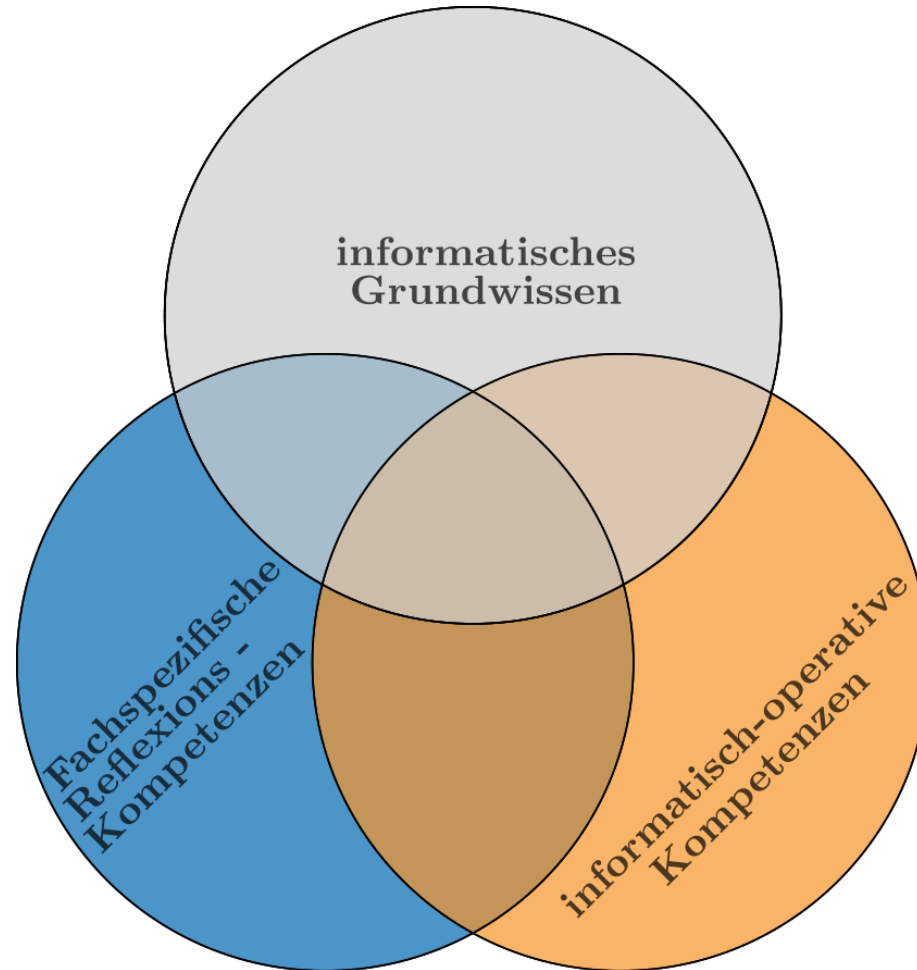 informatisches
Grundwissen
Fachspezifische
Reflexions -
Kompetenzen
informatisch-operative
Kompetenzen